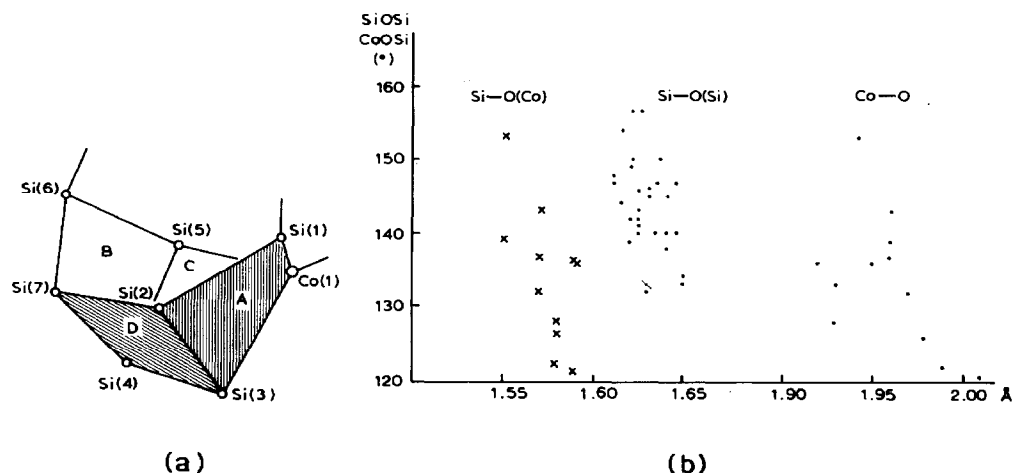 Si(6)
Si(5)
Si(1)
B
C
Co(1)
Si(7)
Si(2)
A
D
Si(4)
Si(3)
(a)
SiOSi
CoOSi
(°)
160
Si—O(Co)
Si—O(Si)
Co—O
150
140
130
120
1.55
1.60
1.65
1.90
1.95
2.00
Å
(b)